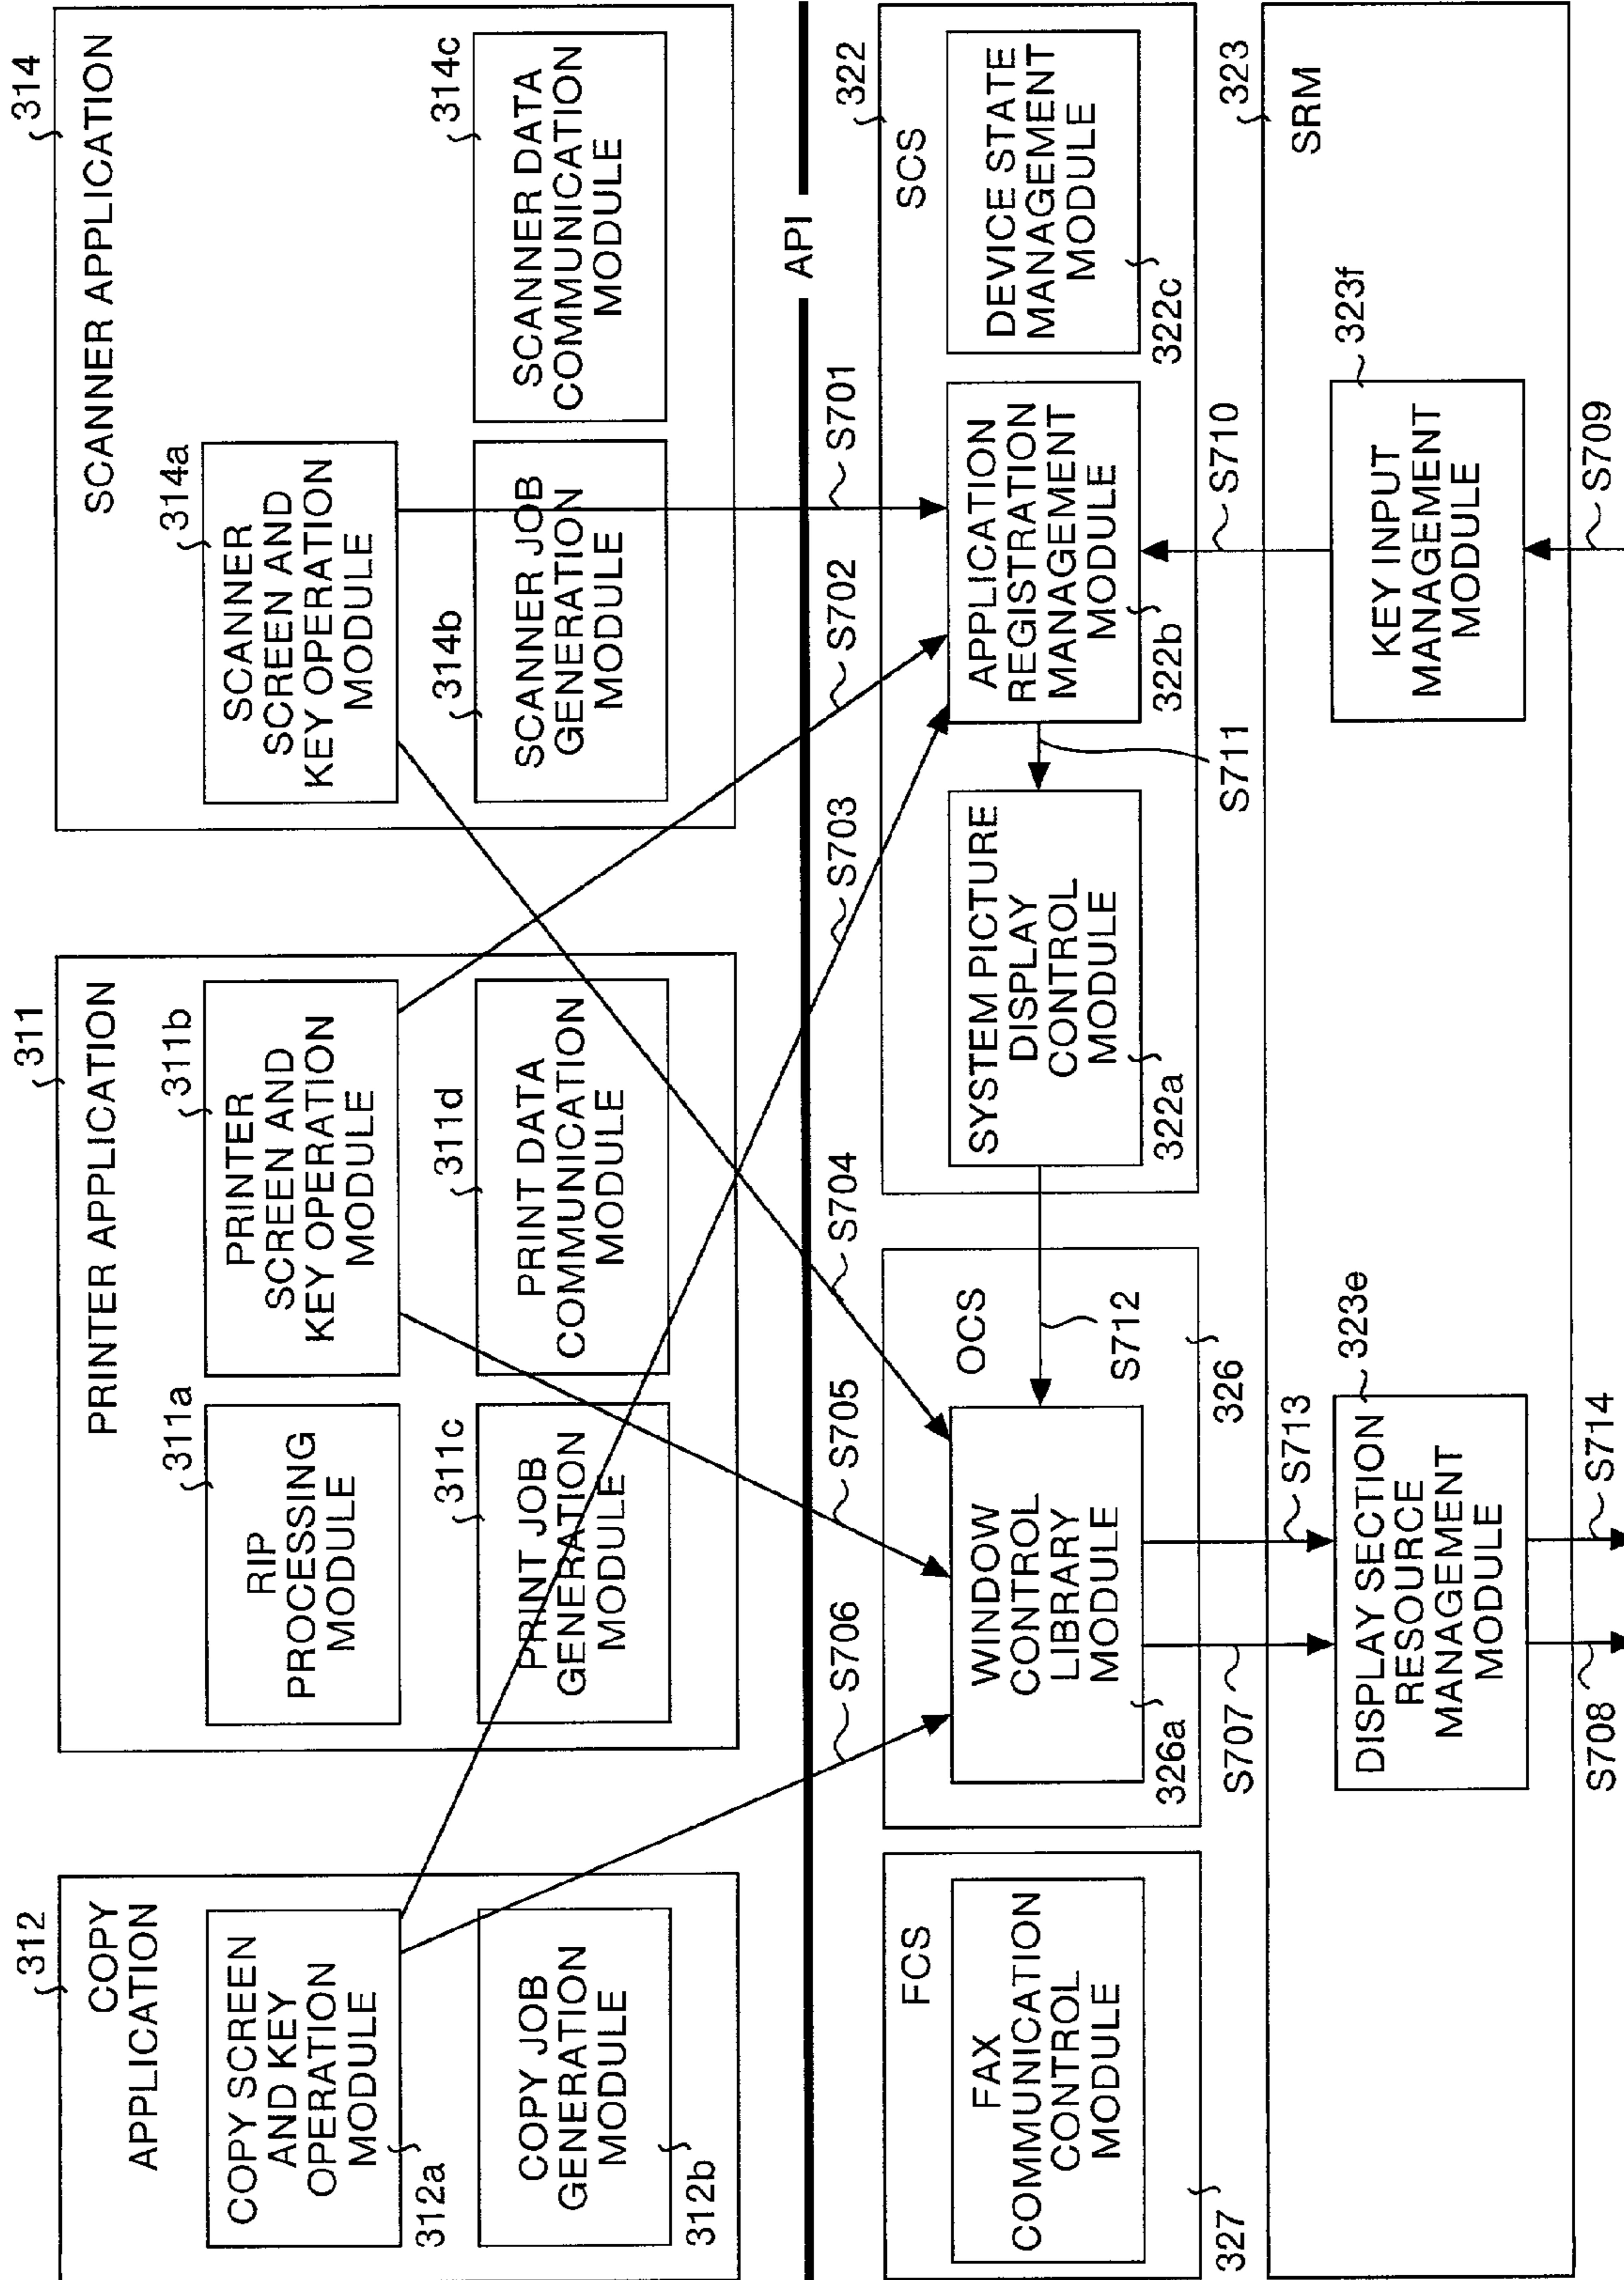 312
COPY
APPLICATION
COPY SCREEN
AND KEY
OPERATION
MODULE
312a
COPY JOB
GENERATION
MODULE
312b
311
PRINTER APPLICATION
311a
RIP
PROCESSING
MODULE
311b
PRINTER
SCREEN AND
KEY OPERATION
MODULE
311c
PRINT JOB
GENERATION
MODULE
311d
PRINT DATA
COMMUNICATION
MODULE
314
SCANNER APPLICATION
314a
SCANNER
SCREEN AND
KEY OPERATION
MODULE
314b
SCANNER JOB
GENERATION
MODULE
314c
SCANNER DATA
COMMUNICATION
MODULE
API
S706
S705
S704
S703
S702
S701
FCS
FAX
COMMUNICATION
CONTROL
MODULE
327
OCS
WINDOW
CONTROL
LIBRARY
MODULE
326a
S712
326
322
SCS
SYSTEM PICTURE
DISPLAY
CONTROL
MODULE
322a
S711
APPLICATION
REGISTRATION
MANAGEMENT
MODULE
322b
DEVICE STATE
MANAGEMENT
MODULE
322c
S707
S713
S710
323
SRM
323e
DISPLAY SECTION
RESOURCE
MANAGEMENT
MODULE
323f
KEY INPUT
MANAGEMENT
MODULE
S708
S714
S709